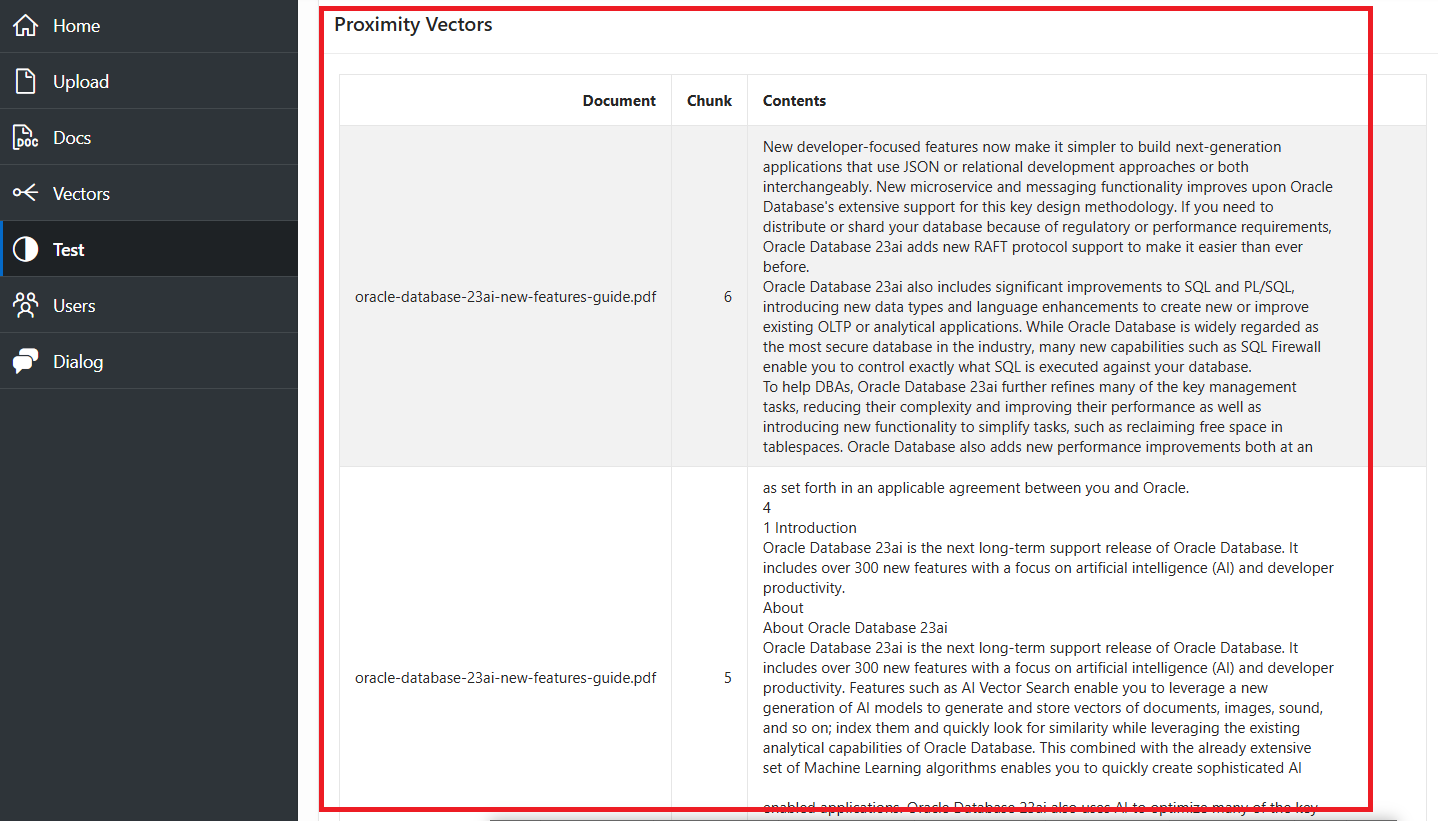 Home
Upload
DOC
Docs
Vectors
Test
Users
Dialog
Proximity Vectors
Document
Chunk
Contents
oracle-database-23ai-new-features-guide.pdf
6
New developer-focused features now make it simpler to build next-generation
applications that use JSON or relational development approaches or both
interchangeably. New microservice and messaging functionality improves upon Oracle
Database's extensive support for this key design methodology. If you need to
distribute or shard your database because of regulatory or performance requirements,
Oracle Database 23ai adds new RAFT protocol support to make it easier than ever
before.
Oracle Database 23ai also includes significant improvements to SQL and PL/SQL,
introducing new data types and language enhancements to create new or improve
existing OLTP or analytical applications. While Oracle Database is widely regarded as
the most secure database in the industry, many new capabilities such as SQL Firewall
enable you to control exactly what SQL is executed against your database.
To help DBAs, Oracle Database 23ai further refines many of the key management
tasks, reducing their complexity and improving their performance as well as
introducing new functionality to simplify tasks, such as reclaiming free space in
tablespaces. Oracle Database also adds new performance improvements both at an
oracle-database-23ai-new-features-guide.pdf
5
as set forth in an applicable agreement between you and Oracle.
4
1 Introduction
Oracle Database 23ai is the next long-term support release of Oracle Database. It
includes over 300 new features with a focus on artificial intelligence (AI) and developer
productivity.
About
About Oracle Database 23ai
Oracle Database 23ai is the next long-term support release of Oracle Database. It
includes over 300 new features with a focus on artificial intelligence (AI) and developer
productivity. Features such as AI Vector Search enable you to leverage a new
generation of AI models to generate and store vectors of documents, images, sound,
and so on; index them and quickly look for similarity while leveraging the existing
analytical capabilities of Oracle Database. This combined with the already extensive
set of Machine Learning algorithms enables you to quickly create sophisticated AI
enabled applications. Oracle Database 23ai also uses AI to optimize many of the key